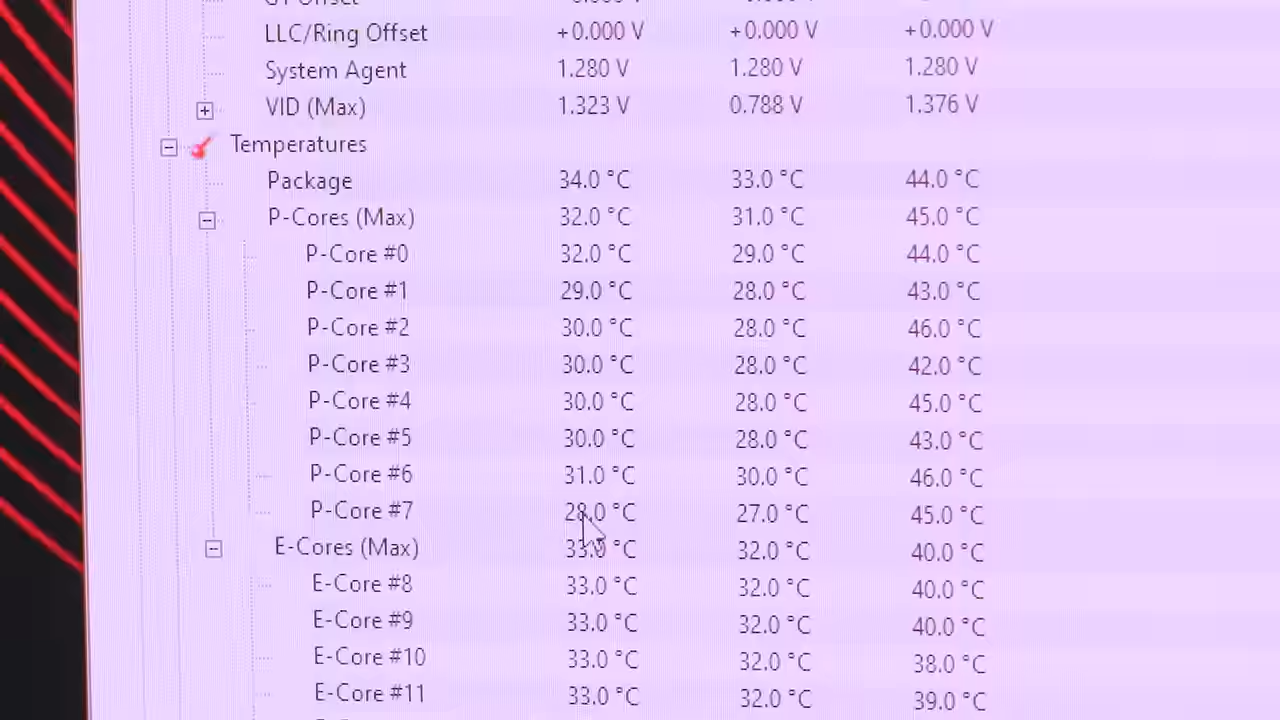 GT Offset
LLC/Ring Offset +0.000 V +0.000 V +0.000 V
System Agent 1.280 V 1.280 V 1.280 V
VID (Max) 1.323 V 0.788 V 1.376 V
Temperatures
Package 34.0 °C 33.0 °C 44.0 °C
P-Cores (Max) 32.0 °C 31.0 °C 45.0 °C
P-Core #0 32.0 °C 29.0 °C 44.0 °C
P-Core #1 29.0 °C 28.0 °C 43.0 °C
P-Core #2 30.0 °C 28.0 °C 46.0 °C
P-Core #3 30.0 °C 28.0 °C 42.0 °C
P-Core #4 30.0 °C 28.0 °C 45.0 °C
P-Core #5 30.0 °C 28.0 °C 43.0 °C
P-Core #6 31.0 °C 30.0 °C 46.0 °C
P-Core #7 28.0 °C 27.0 °C 45.0 °C
E-Cores (Max) 33.0 °C 32.0 °C 40.0 °C
E-Core #8 33.0 °C 32.0 °C 40.0 °C
E-Core #9 33.0 °C 32.0 °C 40.0 °C
E-Core #10 33.0 °C 32.0 °C 38.0 °C
E-Core #11 33.0 °C 32.0 °C 39.0 °C